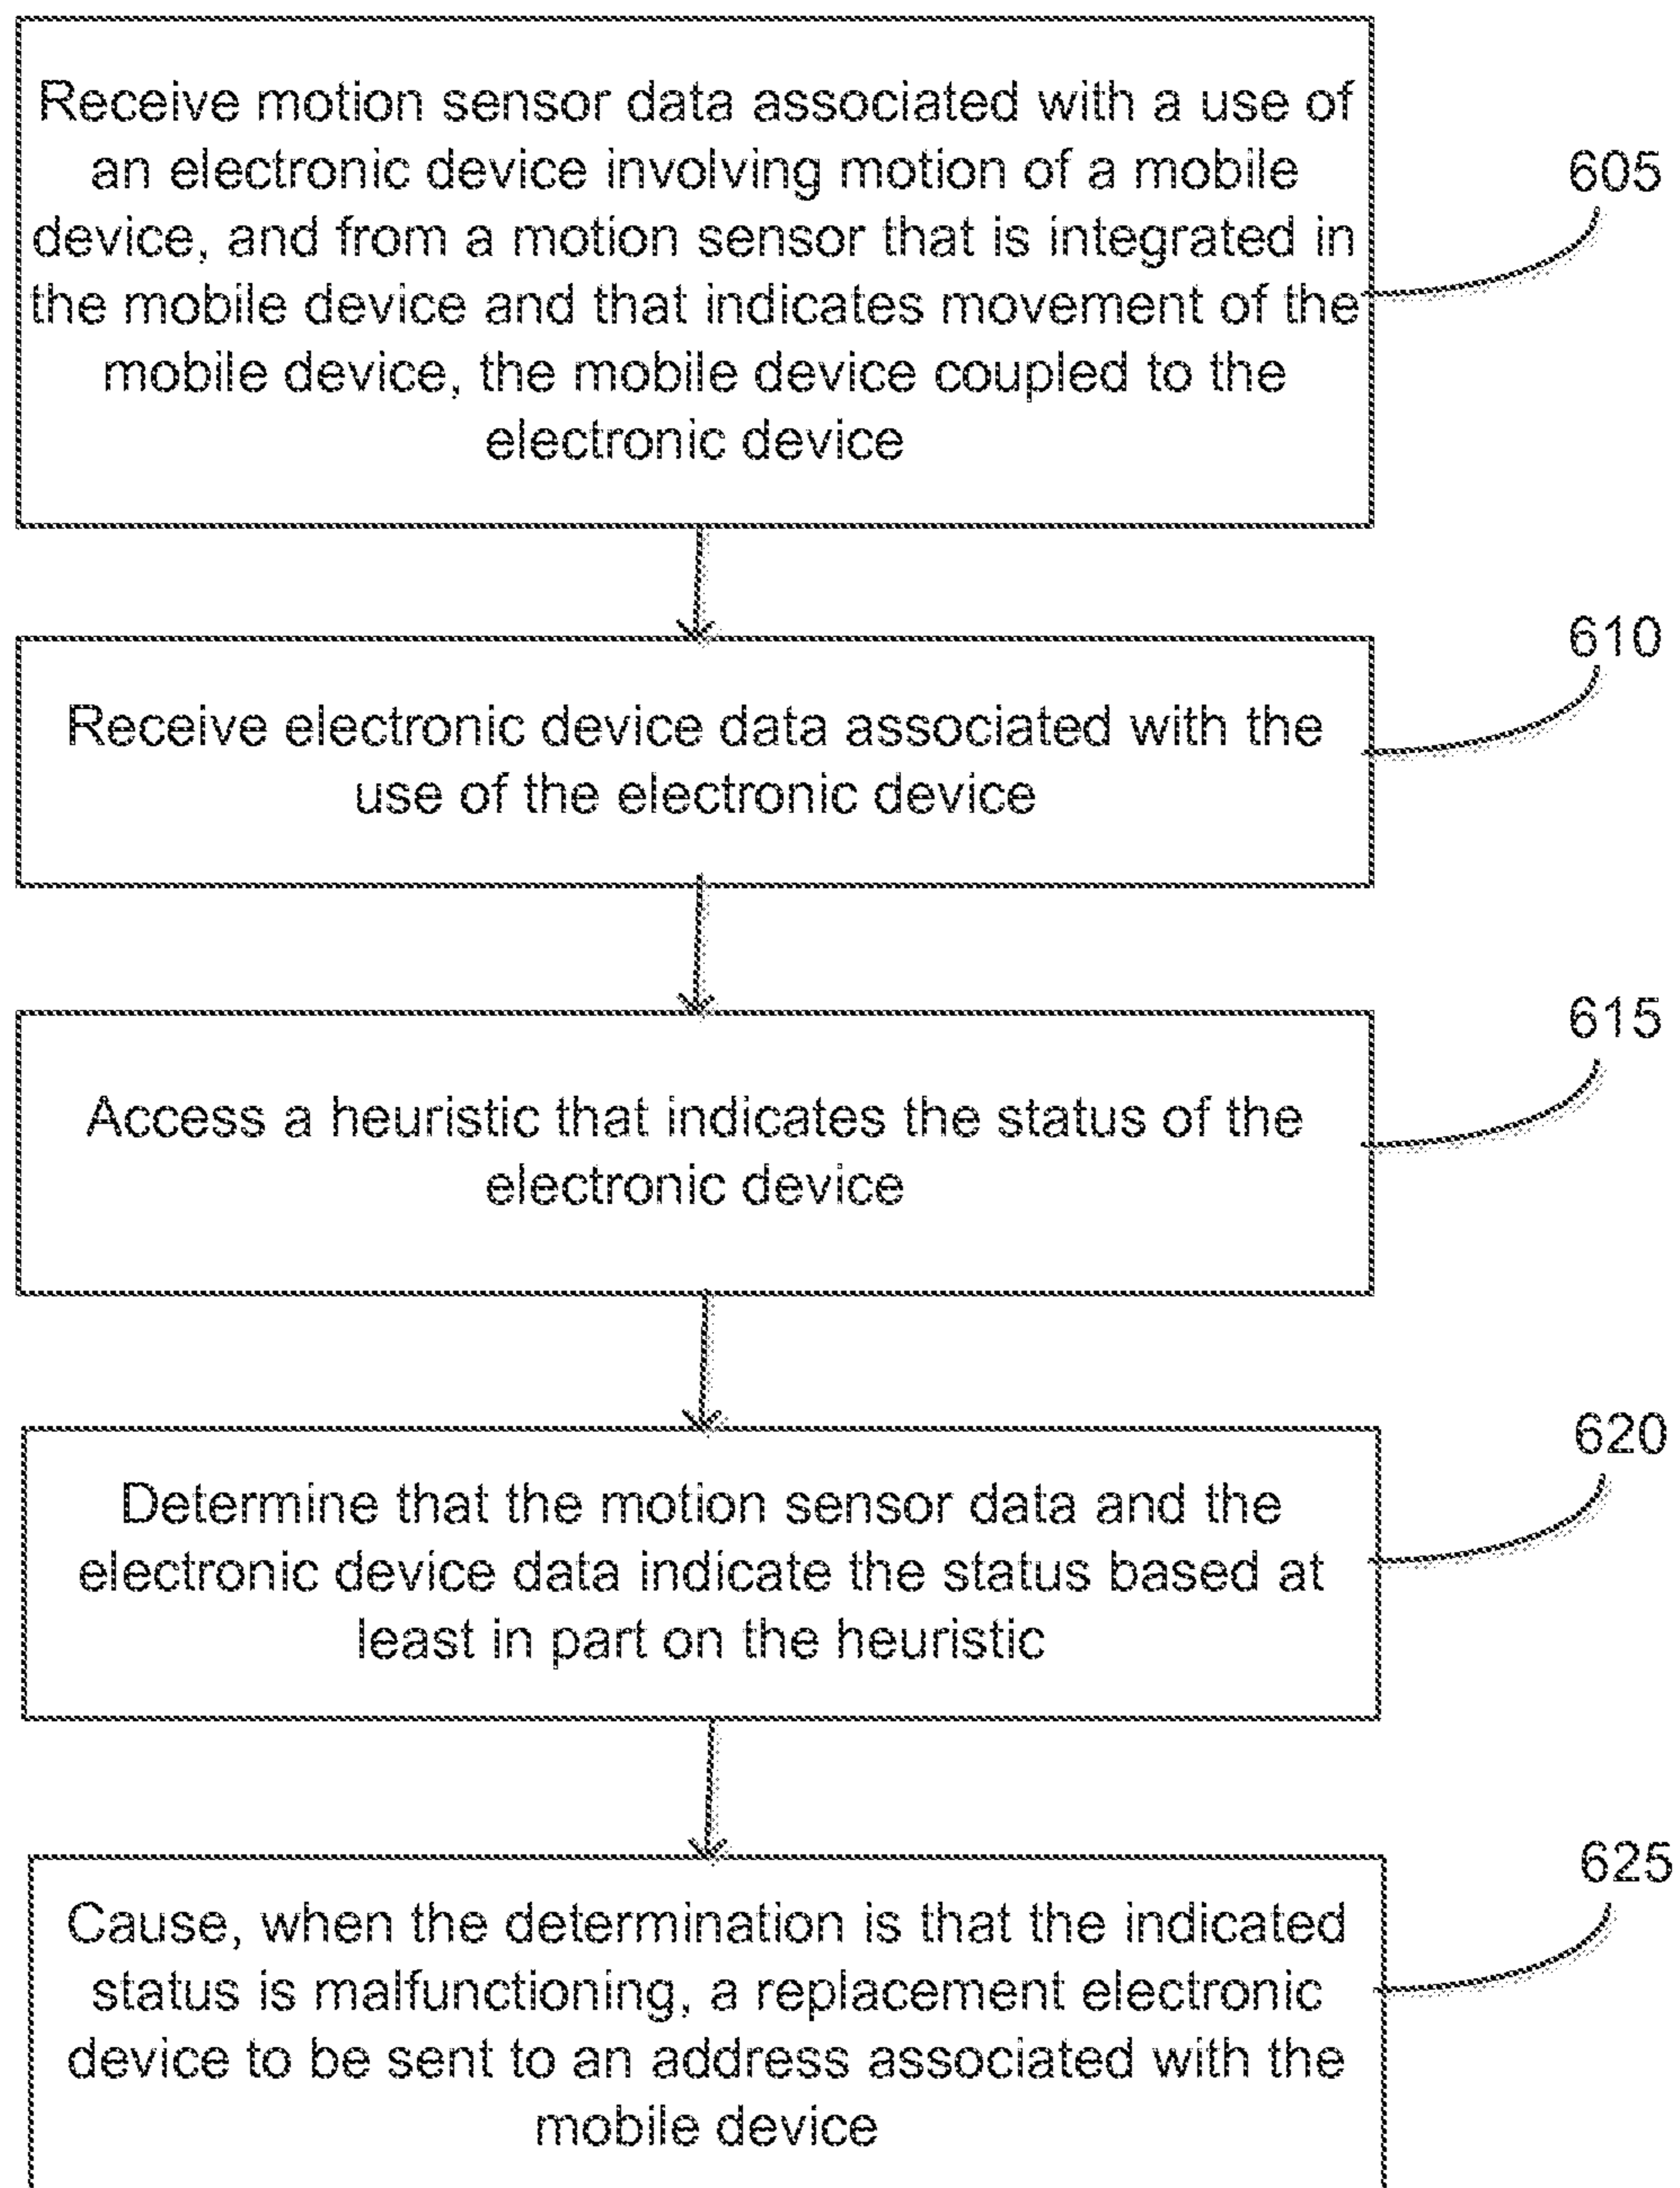 Receive motion sensor data associated with a use of
an electronic device involving motion of a mobile
device, and from a motion sensor that is integrated in
the mobile device and that indicates movement of the
mobile device, the mobile device coupled to the
electronic device
605
Receive electronic device data associated with the
use of the electronic device
610
Access a heuristic that indicates the status of the
electronic device
615
Determine that the motion sensor data and the
electronic device data indicate the status based at
least in part on the heuristic
620
Cause, when the determination is that the indicated
status is malfunctioning, a replacement electronic
device to be sent to an address associated with the
mobile device
625